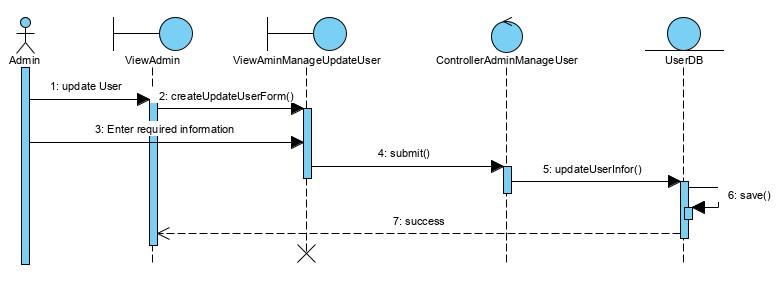 Admin
ViewAdmin
ViewAminManageUpdateUser
ControllerAdminManageUser
UserDB
1: update User
2: createUpdateUserForm()
3: Enter required information
4: submit()
5: updateUserInfor()
6: save()
7: success